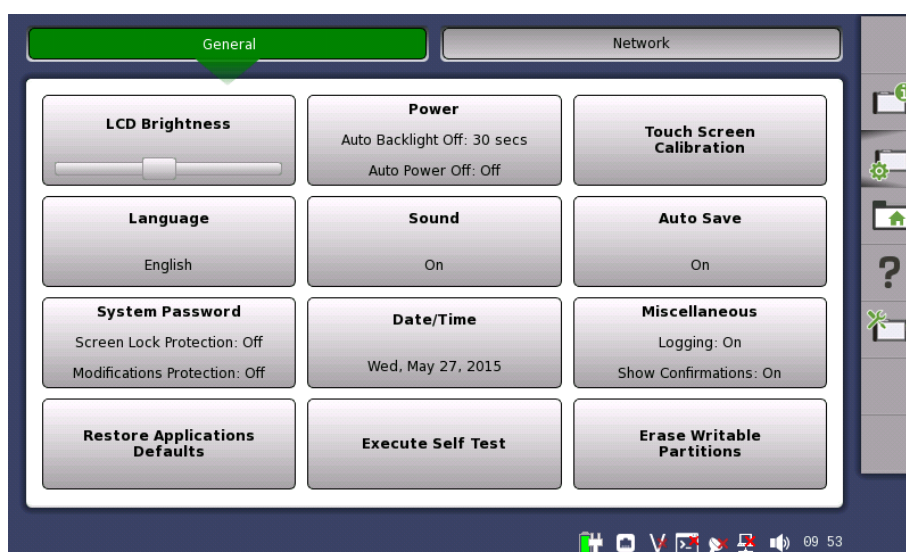 General
Network
LCD Brightness
Power
Auto Backlight Off: 30 secs
Auto Power Off: Off
Touch Screen
Calibration
Language
English
Sound
On
Auto Save
On
System Password
Screen Lock Protection: Off
Modifications Protection: Off
Date/Time
Wed, May 27, 2015
Miscellaneous
Logging: On
Show Confirmations: On
Restore Applications
Defaults
Execute Self Test
Erase Writable
Partitions
09 53